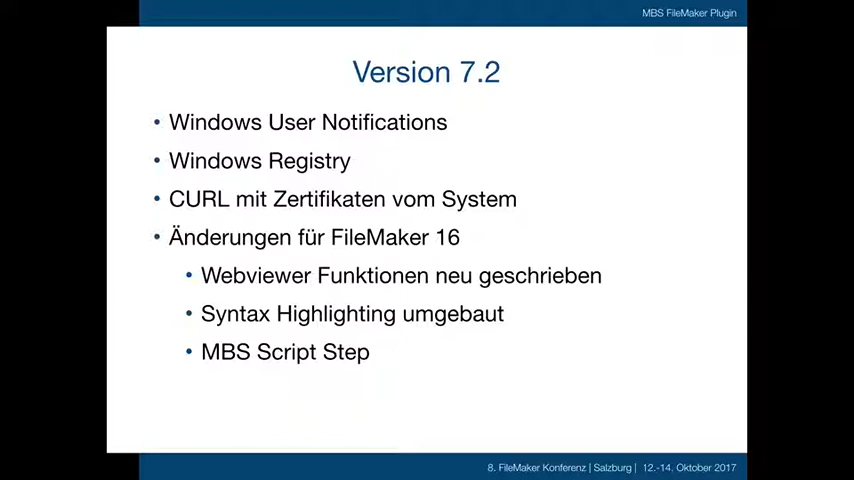 MBS FileMaker Plugin
Version 7.2
• Windows User Notifications
• Windows Registry
• CURL mit Zertifikaten vom System
• Änderungen für FileMaker 16
• Webviewer Funktionen neu geschrieben
• Syntax Highlighting umgebaut
• MBS Script Step
8. FileMaker Konferenz | Salzburg | 12.-14. Oktober 2017